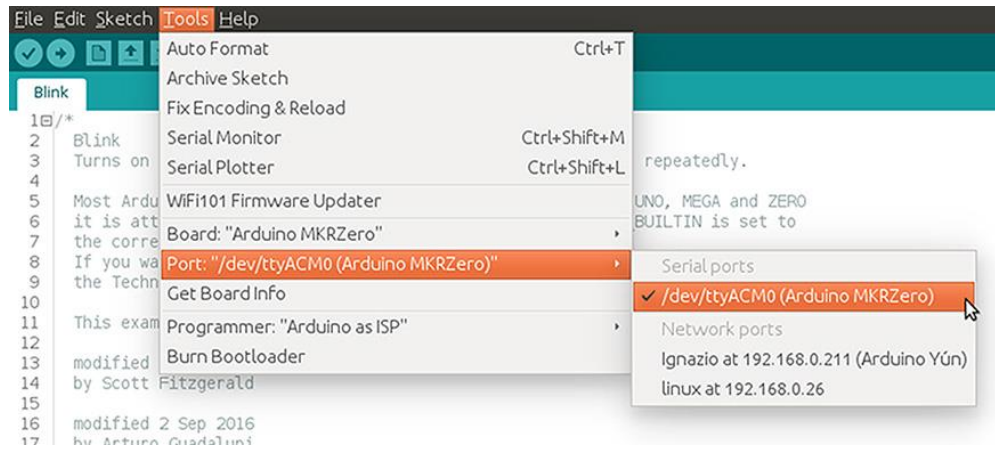 File Edit Sketch Tools Help
Auto Format Ctrl+T
Archive Sketch
Fix Encoding & Reload
Serial Monitor Ctrl+Shift+M
Serial Plotter Ctrl+Shift+L
WiFi101 Firmware Updater
Board: "Arduino MKRZero"
Port: "/dev/ttyACM0 (Arduino MKRZero)"
Get Board Info
Programmer: "Arduino as ISP"
Burn Bootloader
Serial ports
/dev/ttyACM0 (Arduino MKRZero)
Network ports
Ignazio at 192.168.0.211 (Arduino Yún)
linux at 192.168.0.26
Blink
1 /*
2 Blink
3 Turns on repeatedly.
4
5 Most Ardu UNO, MEGA and ZERO
6 it is att BUILTIN is set to
7 the corre
8 If you wa
9 the Techn
10
11 This exam
12
13 modified
14 by Scott Fitzgerald
15
16 modified 2 Sep 2016
17 by Arturo Guadalupi